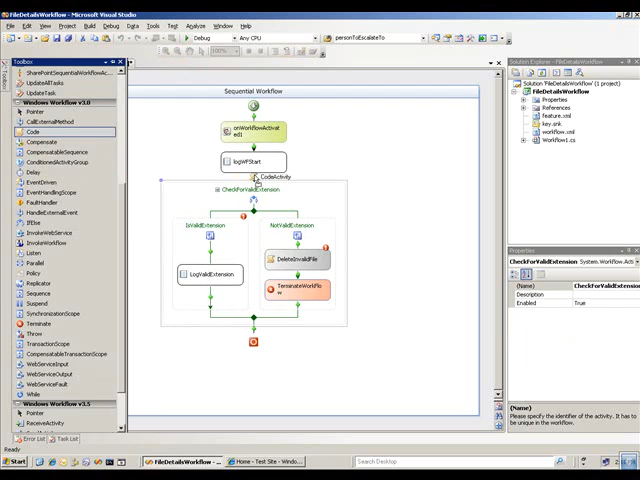 FileDetailsWorkflow - Microsoft Visual Studio
File Edit View Project Build Debug Data Tools Test Analyze Window Help
Debug Any CPU personToEscalateTo
100%
Toolbox
SharePointSequentialWorkflowAc...
UpdateAllTasks
UpdateTask
Windows Workflow v3.0
Pointer
CallExternalMethod
Code
Compensate
CompensatableSequence
ConditionedActivityGroup
Delay
EventDriven
EventHandlingScope
FaultHandler
HandleExternalEvent
IfElse
InvokeWebService
InvokeWorkflow
Listen
Parallel
Policy
Replicator
Sequence
Suspend
SynchronizationScope
Terminate
Throw
TransactionScope
CompensatableTransactionScope
WebServiceInput
WebServiceOutput
WebServiceFault
While
Windows Workflow v3.5
Pointer
ReceiveActivity
Error List Task List
Ready
Toolbox
Sequential Workflow
onWorkflowActivat
ed1
logWFStart
CodeActivity
CheckForValidExtension
IsValidExtension
NotValidExtension
DeleteInvalidFile
LogValidExtension
TerminateWorkflo
w
Solution Explorer - FileDetailsWorkflow
Solution 'FileDetailsWorkflow' (1 project)
FileDetailsWorkflow
Properties
References
feature.xml
key.snk
workflow.xml
Workflow1.cs
Properties
CheckForValidExtension System.Workflow.Acti
(Name) CheckForValidExtension
Description
Enabled True
(Name)
Please specify the identifier of the activity. It has to
be unique in the workflow.
Start
FileDetailsWorkflow - ...
Home - Test Site - Windo...
Search Desktop